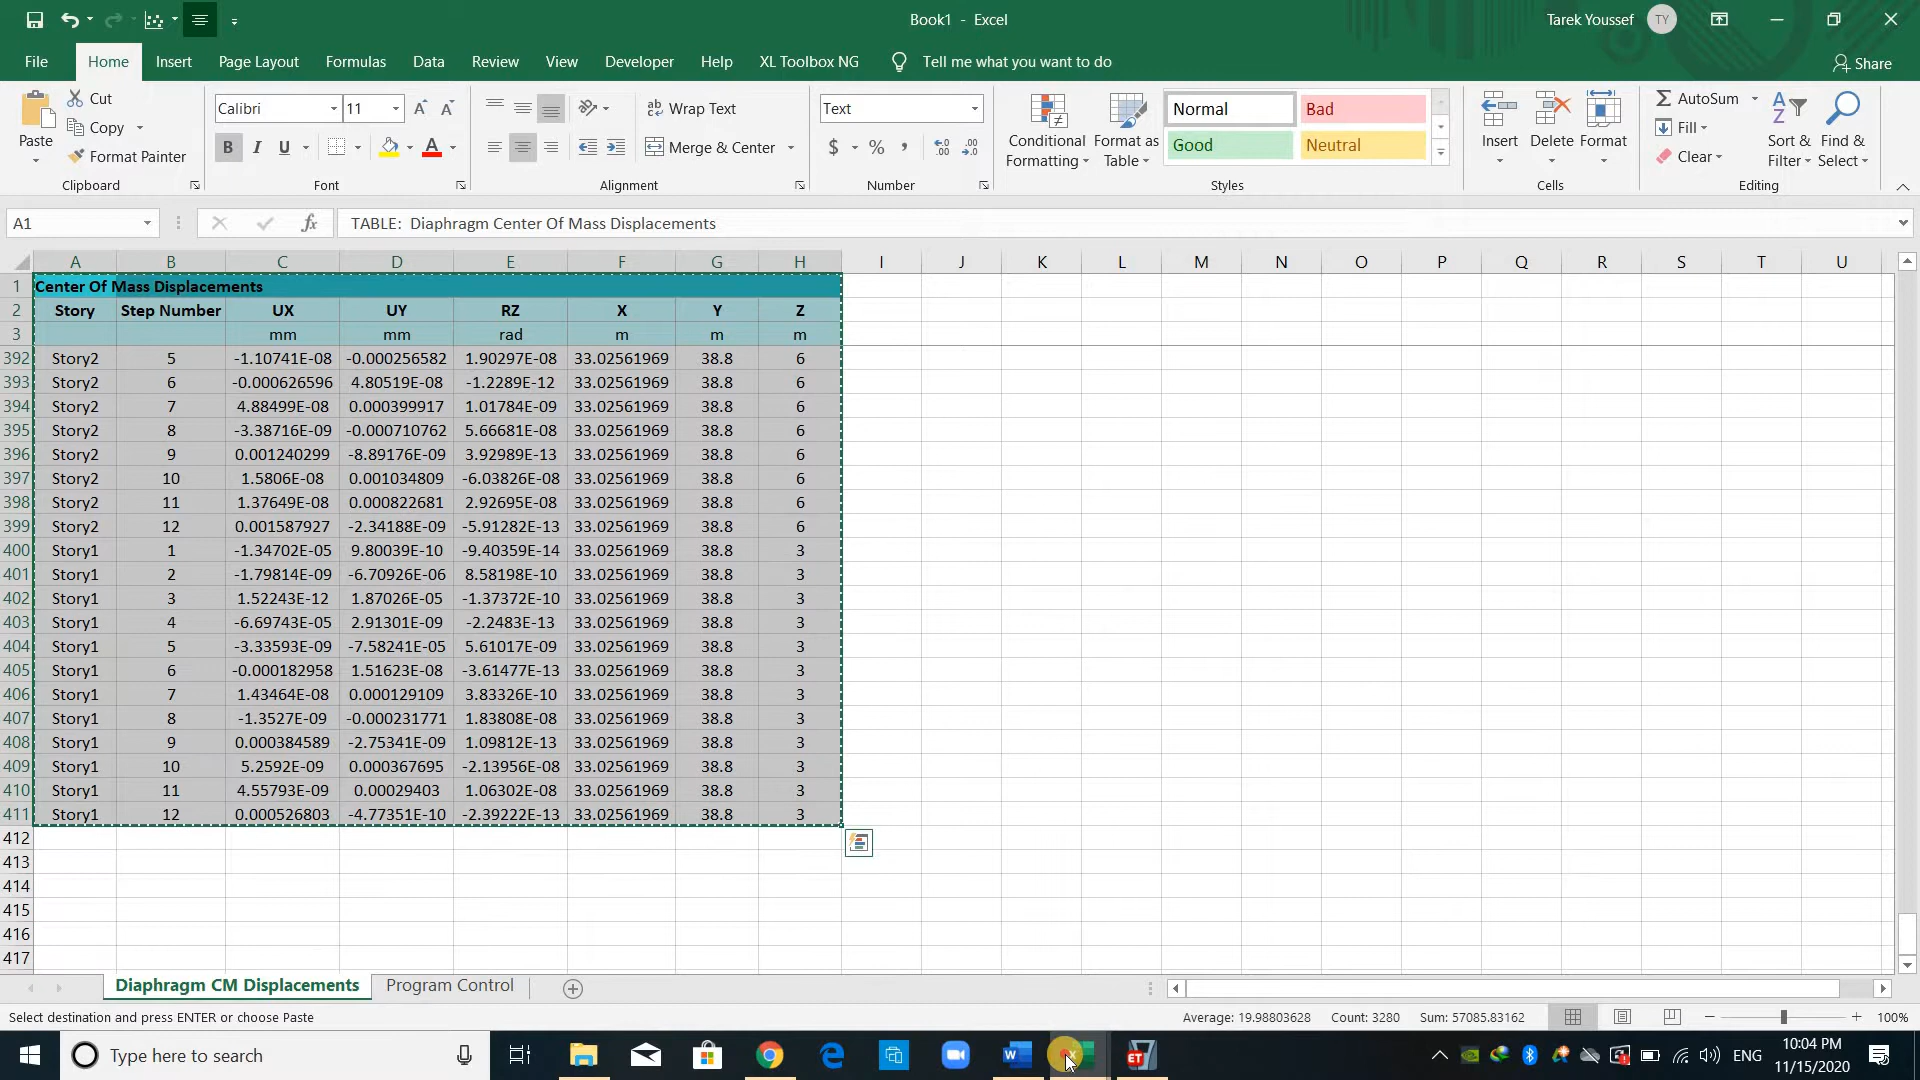 Book1 - Excel
Tarek Youssef
TY
File Home Insert Page Layout Formulas Data Review View Developer Help XL Toolbox NG Tell me what you want to do Share
Cut
Copy
Format Painter
Paste
Clipboard
Calibri 11
B I U
Font
Wrap Text
Merge & Center
Alignment
Text
$ % ,
Number
Conditional Formatting
Format as Table
Normal Bad
Good Neutral
Styles
Insert Delete Format
Cells
AutoSum
Fill
Clear
Sort & Filter
Find & Select
Editing
A1 fx TABLE: Diaphragm Center Of Mass Displacements
A B C D E F G H I J K L M N O P Q R S T U
1 Center Of Mass Displacements
2 Story Step Number UX UY RZ X Y Z
3 mm mm rad m m m
392 Story2 5 -1.10741E-08 -0.000256582 1.90297E-08 33.02561969 38.8 6
393 Story2 6 -0.000626596 4.80519E-08 -1.2289E-12 33.02561969 38.8 6
394 Story2 7 4.88499E-08 0.000399917 1.01784E-09 33.02561969 38.8 6
395 Story2 8 -3.38716E-09 -0.000710762 5.66681E-08 33.02561969 38.8 6
396 Story2 9 0.001240299 -8.89176E-09 3.92989E-13 33.02561969 38.8 6
397 Story2 10 1.5806E-08 0.001034809 -6.03826E-08 33.02561969 38.8 6
398 Story2 11 1.37649E-08 0.000822681 2.92695E-08 33.02561969 38.8 6
399 Story2 12 0.001587927 -2.34188E-09 -5.91282E-13 33.02561969 38.8 6
400 Story1 1 -1.34702E-05 9.80039E-10 -9.40359E-14 33.02561969 38.8 3
401 Story1 2 -1.79814E-09 -6.70926E-06 8.58198E-10 33.02561969 38.8 3
402 Story1 3 1.52243E-12 1.87026E-05 -1.37372E-10 33.02561969 38.8 3
403 Story1 4 -6.69743E-05 2.91301E-09 -2.2483E-13 33.02561969 38.8 3
404 Story1 5 -3.33593E-09 -7.58241E-05 5.61017E-09 33.02561969 38.8 3
405 Story1 6 -0.000182958 1.51623E-08 -3.61477E-13 33.02561969 38.8 3
406 Story1 7 1.43464E-08 0.000129109 3.83326E-10 33.02561969 38.8 3
407 Story1 8 -1.3527E-09 -0.000231771 1.83808E-08 33.02561969 38.8 3
408 Story1 9 0.000384589 -2.75341E-09 1.09812E-13 33.02561969 38.8 3
409 Story1 10 5.2592E-09 0.000367695 -2.13956E-08 33.02561969 38.8 3
410 Story1 11 4.55793E-09 0.00029403 1.06302E-08 33.02561969 38.8 3
411 Story1 12 0.000526803 -4.77351E-10 -2.39222E-13 33.02561969 38.8 3
412
413
414
415
416
417
Diaphragm CM Displacements Program Control
Select destination and press ENTER or choose Paste Average: 19.98803628 Count: 3280 Sum: 57085.83162 100%
Type here to search
ENG
10:04 PM
11/15/2020